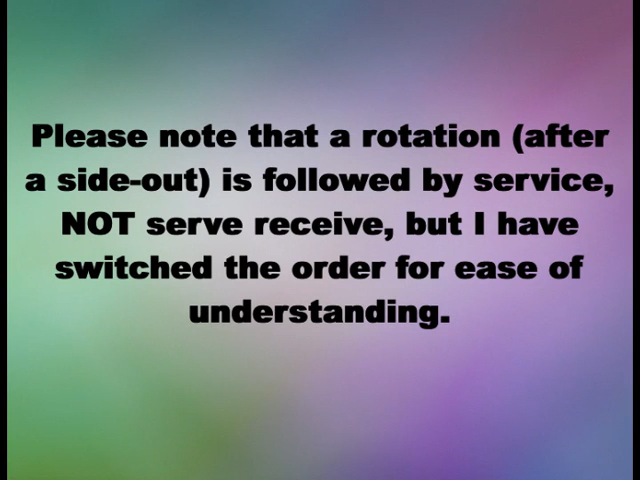 Please note that a rotation (after
a side-out) is followed by service,
NOT serve receive, but I have
switched the order for ease of
understanding.